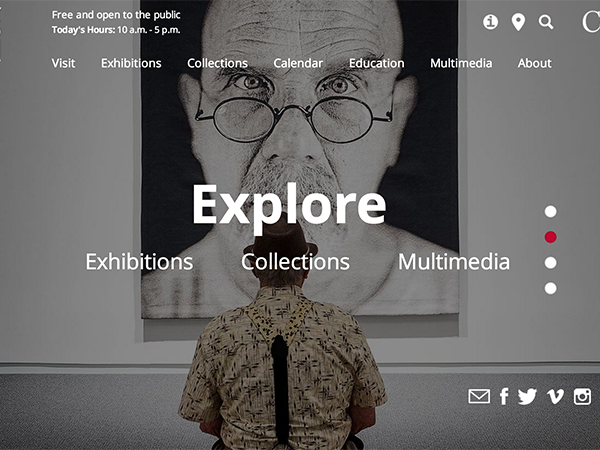 Free and open to the public
Today's Hours: 10 a.m. - 5 p.m.
Visit Exhibitions Collections Calendar Education Multimedia About
Explore
Exhibitions Collections Multimedia